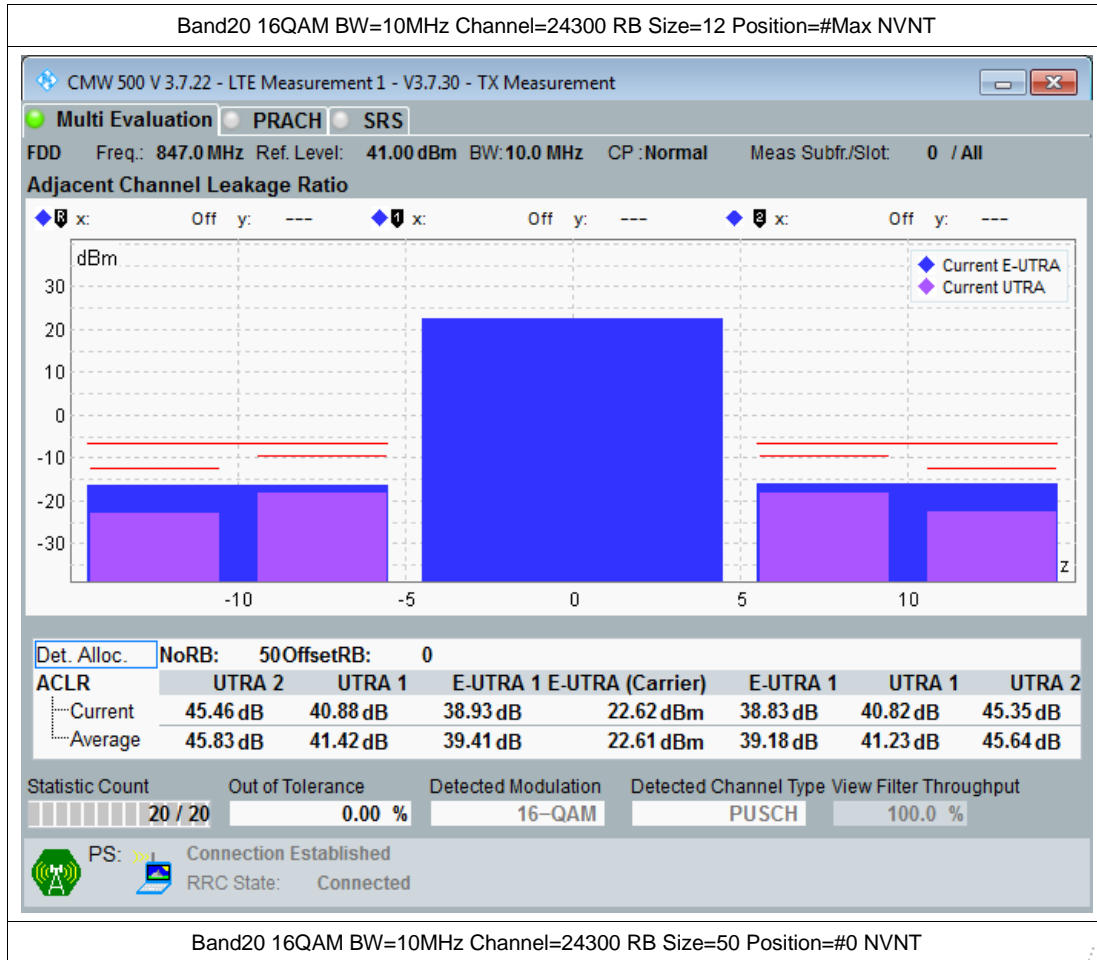 Band20 16QAM BW=10MHz Channel=24300 RB Size=12 Position=#Max NVNT
CMW 500 V 3.7.22 - LTE Measurement 1 - V3.7.30 - TX Measurement
Multi Evaluation PRACH SRS
FDD Freq.: 847.0 MHz Ref. Level: 41.00 dBm BW: 10.0 MHz CP : Normal Meas Subfr./Slot: 0 / All
Adjacent Channel Leakage Ratio
R x: Off y: --- 1 x: Off y: --- 2 x: Off y: ---
dBm
Current E-UTRA
Current UTRA
30
20
10
0
-10
-20
-30
z
-10 -5 0 5 10
Det. Alloc. NoRB: 50 OffsetRB: 0
ACLR UTRA 2 UTRA 1 E-UTRA 1 E-UTRA (Carrier) E-UTRA 1 UTRA 1 UTRA 2
Current 45.46 dB 40.88 dB 38.93 dB 22.62 dBm 38.83 dB 40.82 dB 45.35 dB
Average 45.83 dB 41.42 dB 39.41 dB 22.61 dBm 39.18 dB 41.23 dB 45.64 dB
Statistic Count Out of Tolerance Detected Modulation Detected Channel Type View Filter Throughput
20 / 20 0.00 % 16-QAM PUSCH 100.0 %
PS: Connection Established
RRC State: Connected
Band20 16QAM BW=10MHz Channel=24300 RB Size=50 Position=#0 NVNT